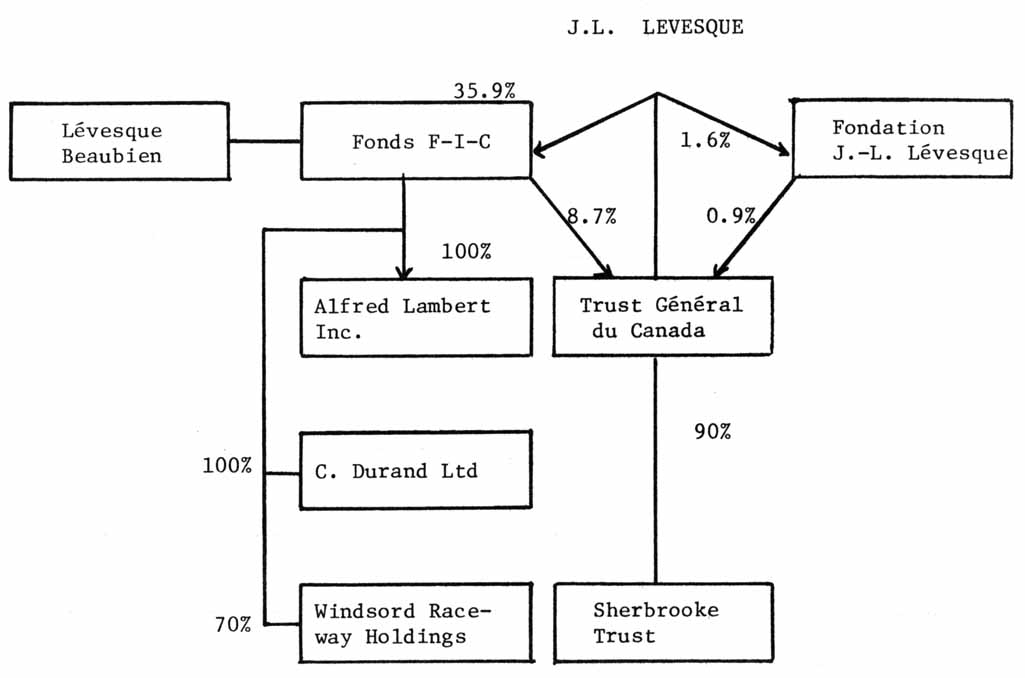 J.L. LEVESQUE
35.9%
Lévesque
Beaubien
Fonds F-I-C
1.6%
Fondation
J.-L. Lévesque
8.7%
0.9%
100%
Alfred Lambert
Inc.
Trust Général
du Canada
90%
100%
C. Durand Ltd
70%
Windsord Race-
way Holdings
Sherbrooke
Trust